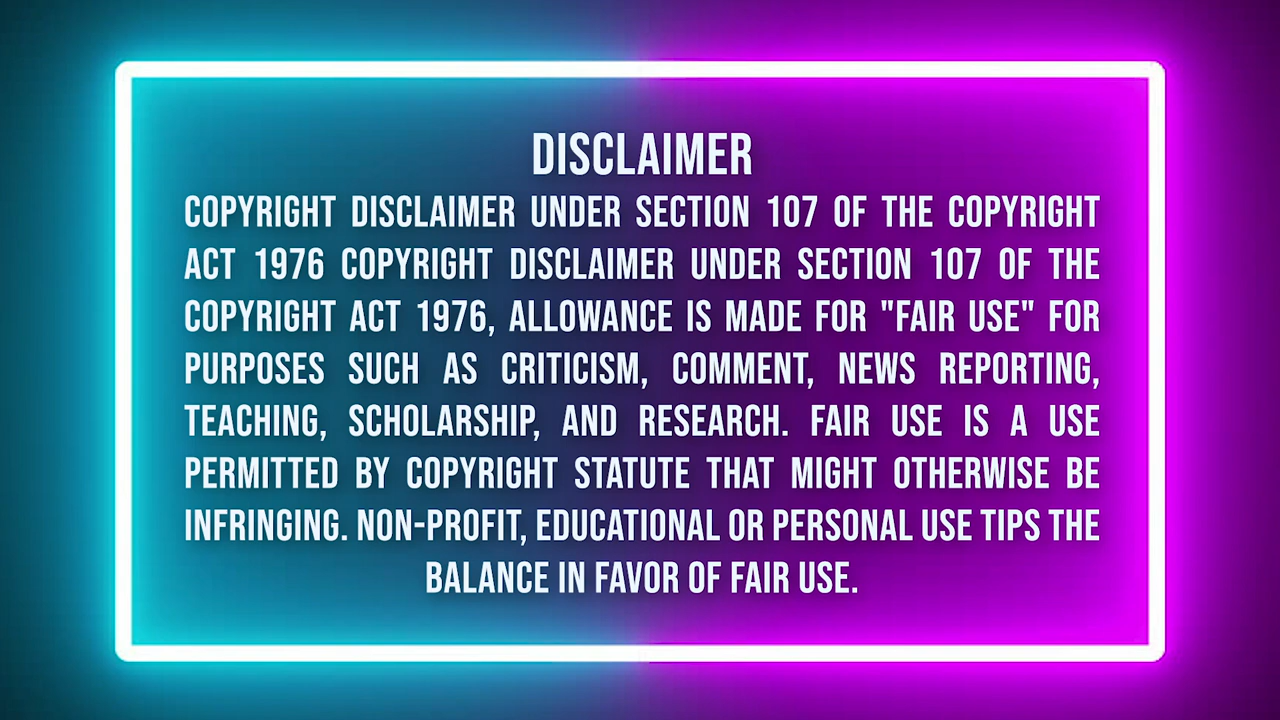 DISCLAIMER
COPYRIGHT DISCLAIMER UNDER SECTION 107 OF THE COPYRIGHT
ACT 1976 COPYRIGHT DISCLAIMER UNDER SECTION 107 OF THE
COPYRIGHT ACT 1976, ALLOWANCE IS MADE FOR "FAIR USE" FOR
PURPOSES SUCH AS CRITICISM, COMMENT, NEWS REPORTING,
TEACHING, SCHOLARSHIP, AND RESEARCH. FAIR USE IS A USE
PERMITTED BY COPYRIGHT STATUTE THAT MIGHT OTHERWISE BE
INFRINGING. NON-PROFIT, EDUCATIONAL OR PERSONAL USE TIPS THE
BALANCE IN FAVOR OF FAIR USE.